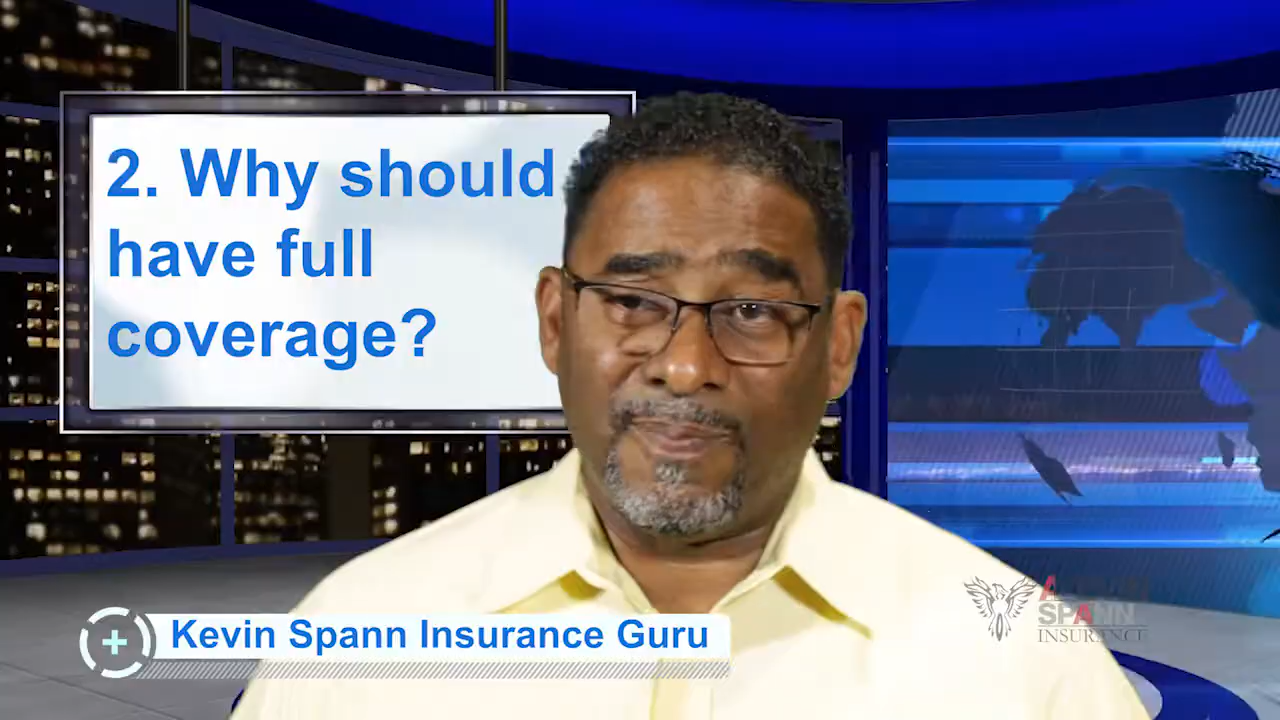 2. Why should
have full
coverage?
Kevin Spann Insurance Guru
SPANN
INSURANCE